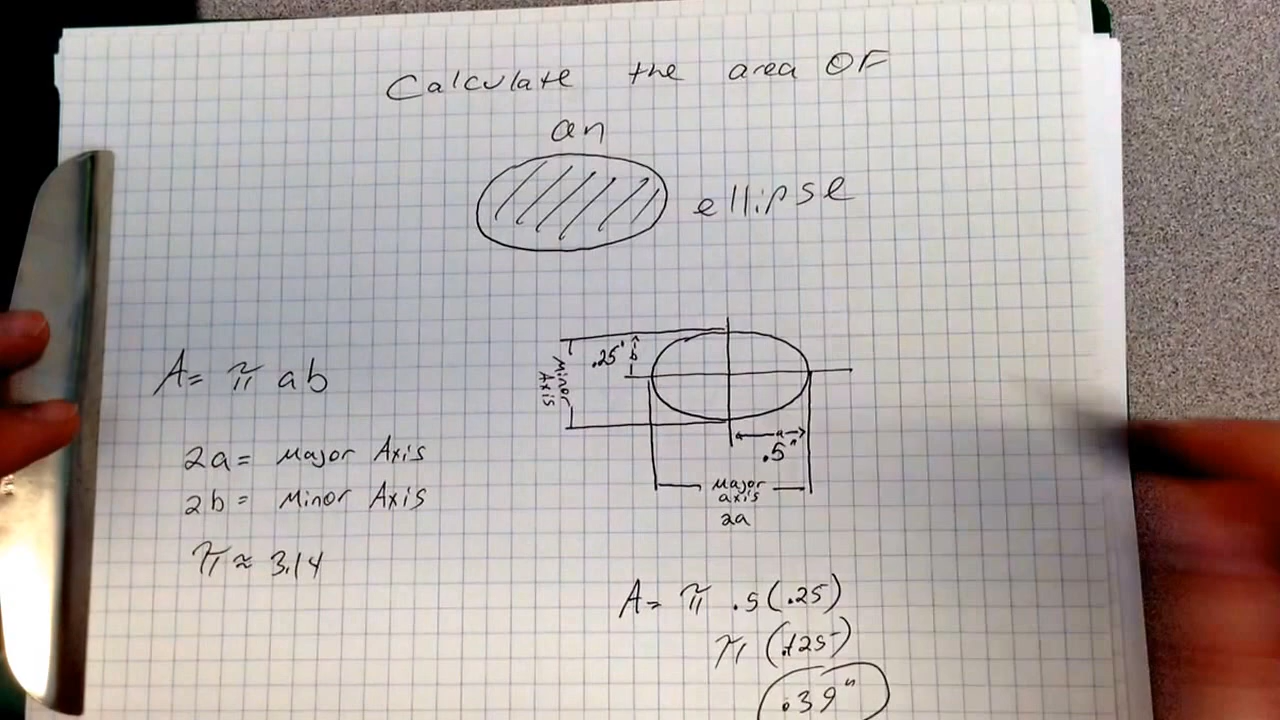 Calculate the area OF
an
ellipse
A = π ab
2a = Major Axis
2b = Minor Axis
π ≈ 3.14
.25"
b
Minor
Axis
a
.5"
Major
axis
2a
A = π .5(.25)
π (.125)
.39"